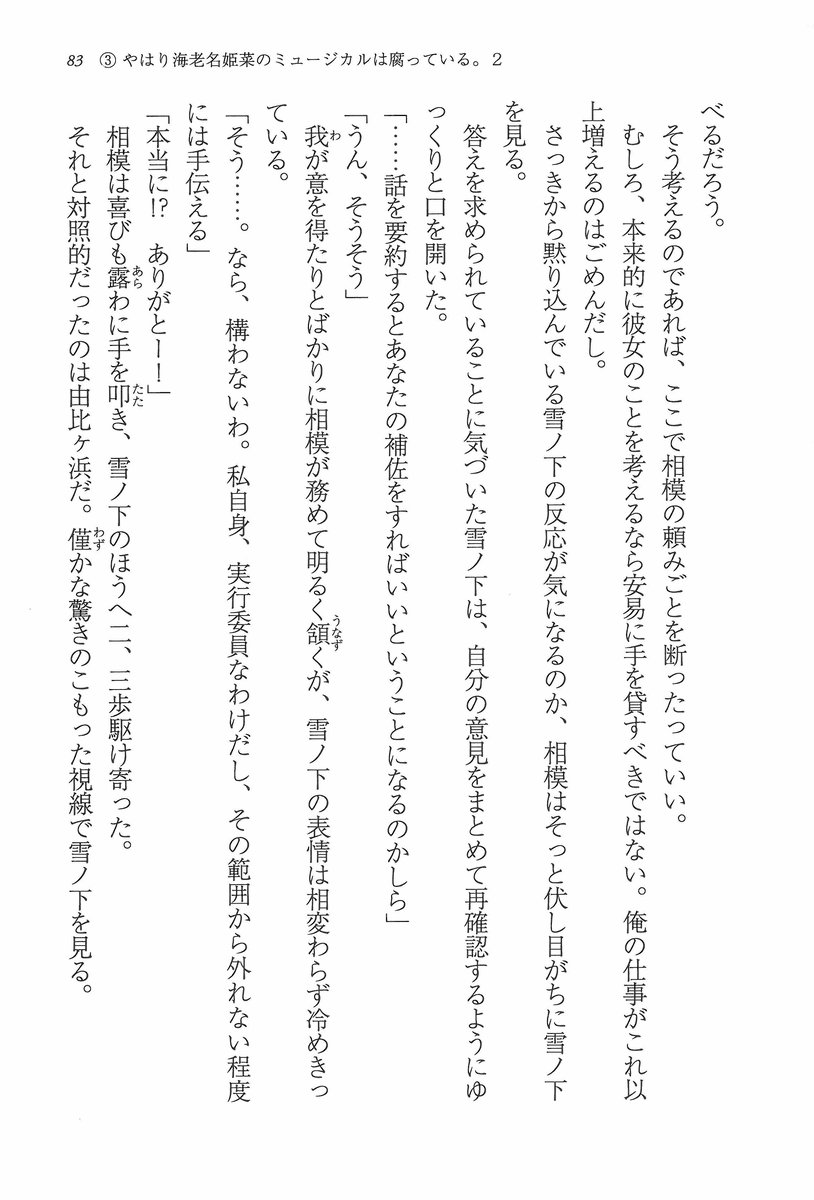 83 ③ やはり海老名姫菜のミュージカルは腐っている。2
べるだろう。
そう考えるのであれば、ここで相模の頼みごとを断ったっていい。
むしろ、本来的に彼女のことを考えるなら安易に手を貸すべきではない。俺の仕事がこれ以
上増えるのはごめんだし。
さっきから黙り込んでいる雪ノ下の反応が気になるのか、相模はそっと伏し目がちに雪ノ下
を見る。
答えを求められていることに気づいた雪ノ下は、自分の意見をまとめて再確認するようにゆ
っくりと口を開いた。
「……話を要約するとあなたの補佐をすればいいということになるのかしら」
「うん、そうそう」
我が意を得たりとばかりに相模が務めて明るく頷くが、雪ノ下の表情は相変わらず冷めきっ
ている。
「そう……。なら、構わないわ。私自身、実行委員なわけだし、その範囲から外れない程度
には手伝える」
「本当に!?　ありがとー！」
相模は喜びも露わに手を叩き、雪ノ下のほうへ二、三歩駆け寄った。
それと対照的だったのは由比ヶ浜だ。僅かな驚きのこもった視線で雪ノ下を見る。